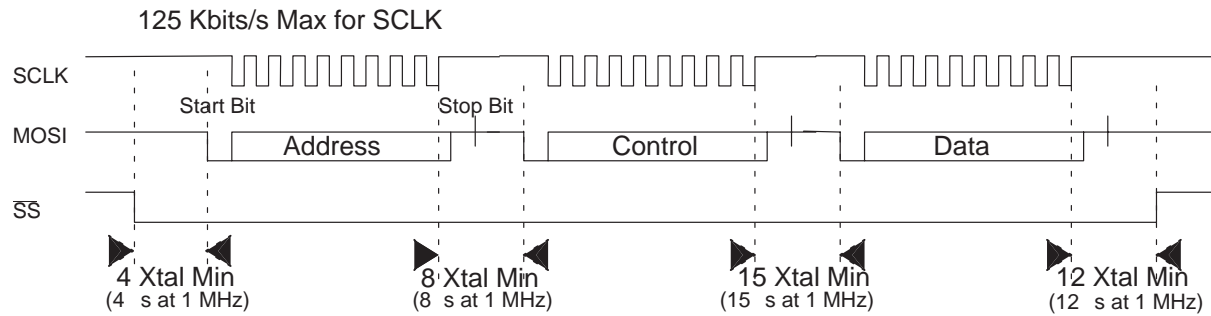 125 Kbits/s Max for SCLK
SCLK
Start Bit
Stop Bit
MOSI
Address
Control
Data
SS
4 Xtal Min
8 Xtal Min
15 Xtal Min
12 Xtal Min
(4 s at 1 MHz)
(8 s at 1 MHz)
(15 s at 1 MHz)
(12 s at 1 MHz)